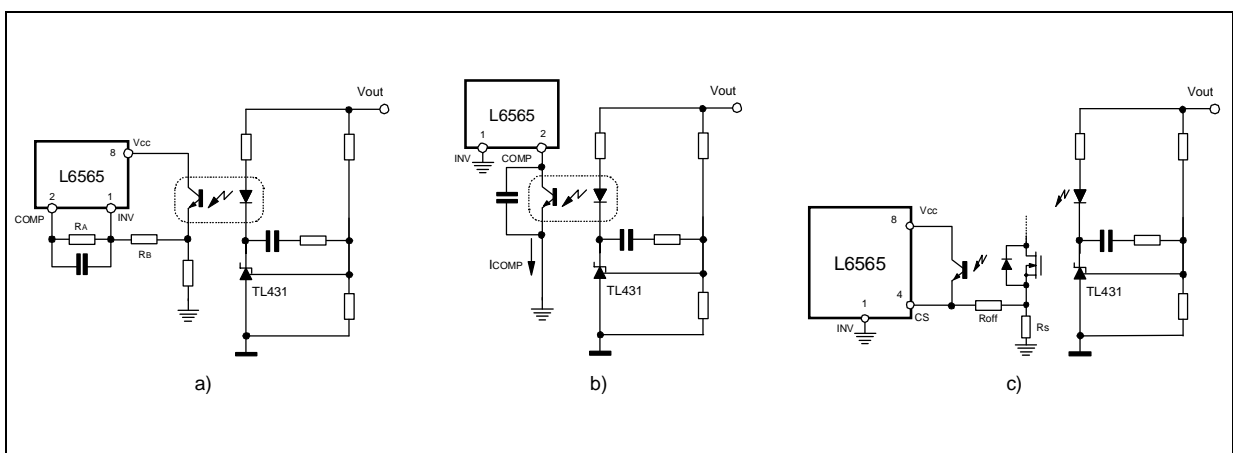 Vout
Vcc
8
L6565
2
1
COMP
INV
RA
RB
TL431
a)
L6565
1
2
INV
COMP
Vout
ICOMP
TL431
b)
Vout
8
Vcc
L6565
4
1
CS
INV
Roff
Rs
TL431
c)